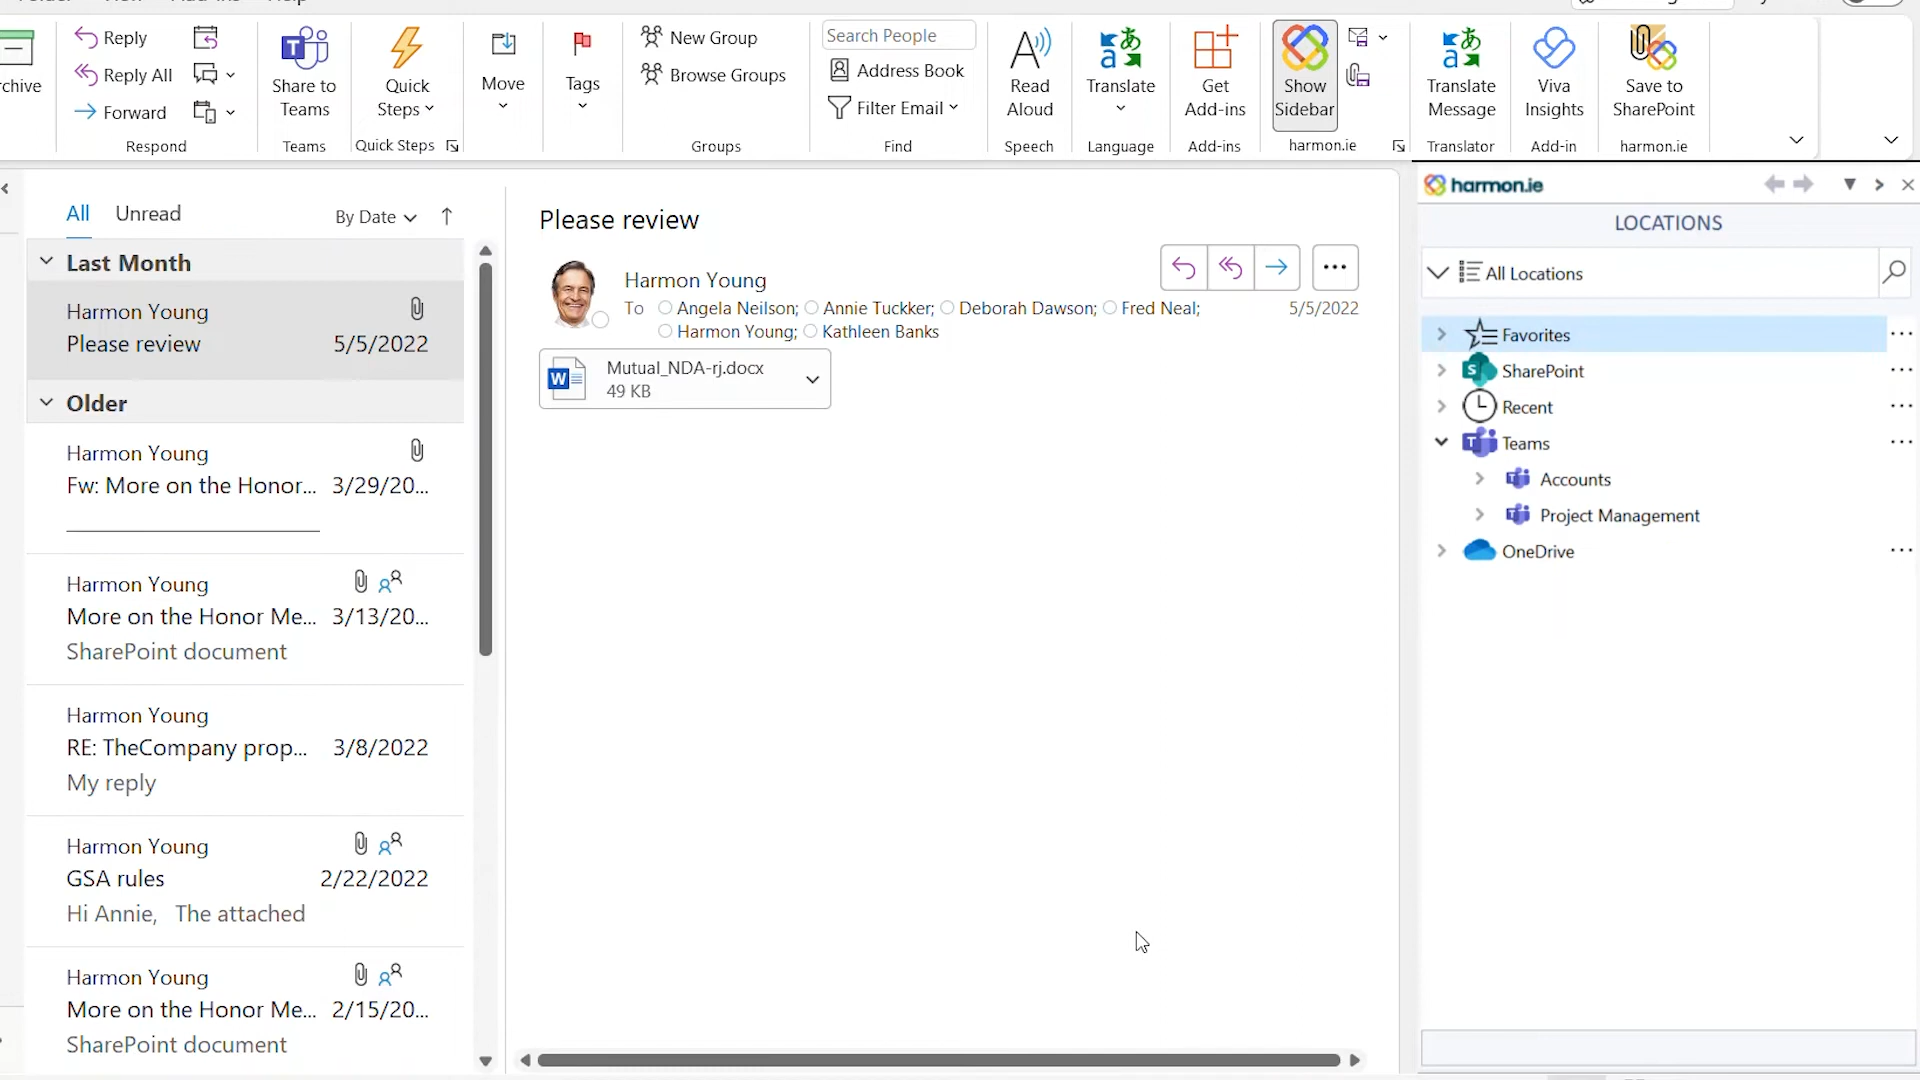 Reply
Reply All
Forward
Respond
Share to
Teams
Teams
Quick
Steps
Quick Steps
Move
Tags
New Group
Browse Groups
Groups
Search People
Address Book
Filter Email
Find
Read
Aloud
Speech
Translate
Language
Get
Add-ins
Add-ins
Show
Sidebar
harmon.ie
Translate
Message
Translator
Viva
Insights
Add-in
Save to
SharePoint
harmon.ie
All Unread By Date
Last Month
Harmon Young
Please review 5/5/2022
Older
Harmon Young
Fw: More on the Honor... 3/29/20...
Harmon Young
More on the Honor Me... 3/13/20...
SharePoint document
Harmon Young
RE: TheCompany prop... 3/8/2022
My reply
Harmon Young
GSA rules 2/22/2022
Hi Annie, The attached
Harmon Young
More on the Honor Me... 2/15/20...
SharePoint document
Please review
Harmon Young
To Angela Neilson; Annie Tuckker; Deborah Dawson; Fred Neal; 5/5/2022
Harmon Young; Kathleen Banks
Mutual_NDA-rj.docx
49 KB
harmon.ie
LOCATIONS
All Locations
Favorites
SharePoint
Recent
Teams
Accounts
Project Management
OneDrive